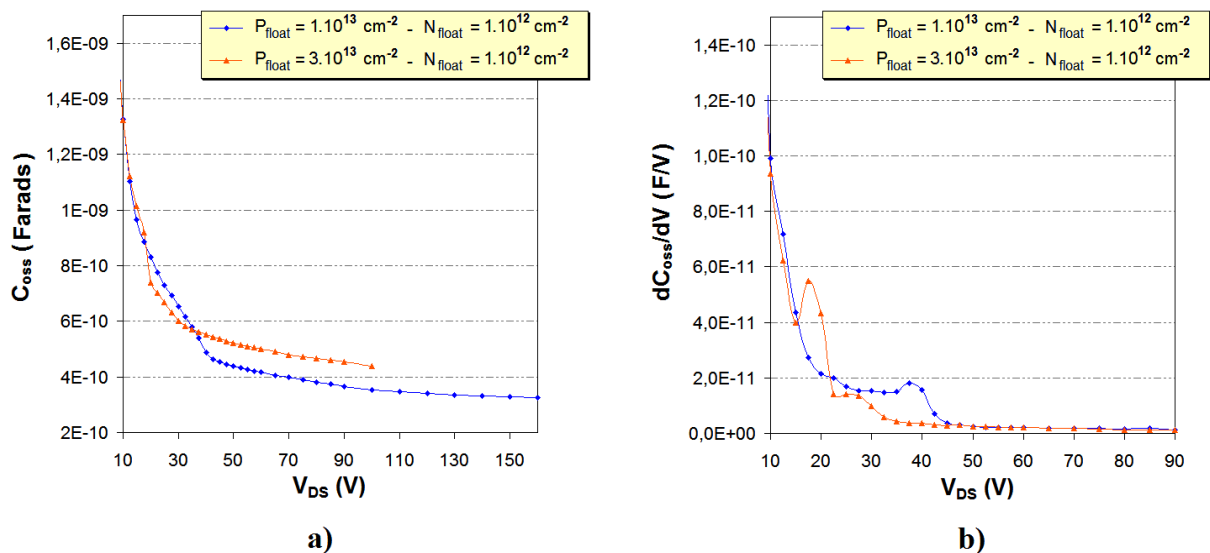 P_float = 1.10^13 cm^-2 - N_float = 1.10^12 cm^-2
P_float = 3.10^13 cm^-2 - N_float = 1.10^12 cm^-2
1,6E-09
1,4E-09
1,2E-09
1E-09
8E-10
6E-10
4E-10
2E-10
C_oss ( Farads)
10 30 50 70 90 110 130 150
V_DS (V)
a)
P_float = 1.10^13 cm^-2 - N_float = 1.10^12 cm^-2
P_float = 3.10^13 cm^-2 - N_float = 1.10^12 cm^-2
1,4E-10
1,2E-10
1,0E-10
8,0E-11
6,0E-11
4,0E-11
2,0E-11
0,0E+00
dC_oss/dV ( F/V)
10 20 30 40 50 60 70 80 90
V_DS (V)
b)